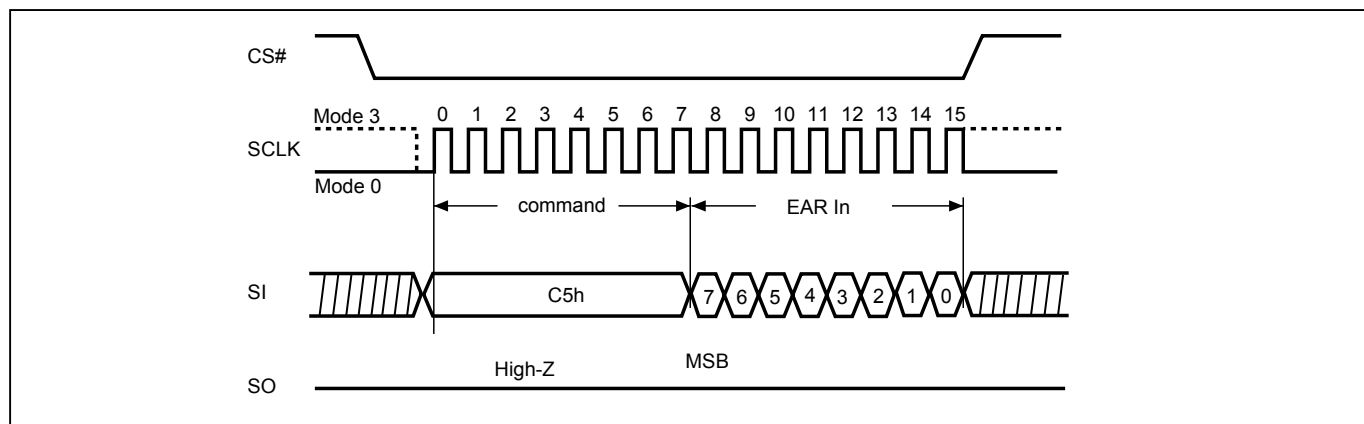 CS#
Mode 3
0 1 2 3 4 5 6 7 8 9 10 11 12 13 14 15
SCLK
Mode 0
command
EAR In
SI
C5h
7 6 5 4 3 2 1 0
High-Z
MSB
SO